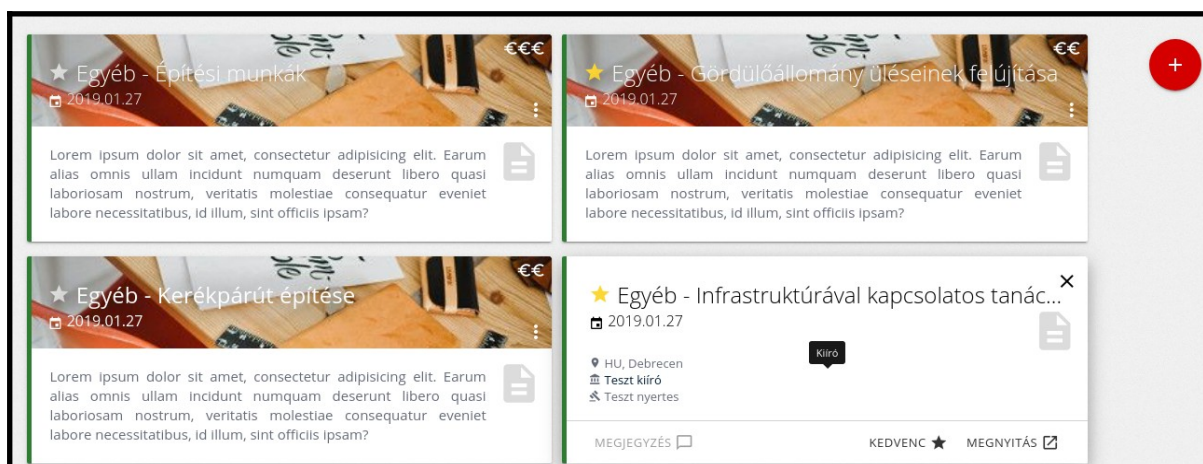 €€€
Egyéb - Építési munkák
2019.01.27
Lorem ipsum dolor sit amet, consectetur adipisicing elit. Earum
alias omnis ullam incidunt numquam deserunt libero quasi
laboriosam nostrum, veritatis molestiae consequatur eveniet
labore necessitatibus, id illum, sint officiis ipsam?
€€
Egyéb - Gördülőállomány üléseinek felújítása
2019.01.27
Lorem ipsum dolor sit amet, consectetur adipisicing elit. Earum
alias omnis ullam incidunt numquam deserunt libero quasi
laboriosam nostrum, veritatis molestiae consequatur eveniet
labore necessitatibus, id illum, sint officiis ipsam?
€€
Egyéb - Kerékpárút építése
2019.01.27
Lorem ipsum dolor sit amet, consectetur adipisicing elit. Earum
alias omnis ullam incidunt numquam deserunt libero quasi
laboriosam nostrum, veritatis molestiae consequatur eveniet
labore necessitatibus, id illum, sint officiis ipsam?
Egyéb - Infrastruktúrával kapcsolatos tanác...
2019.01.27
Kiíró
HU, Debrecen
Teszt kiíró
Teszt nyertes
MEGJEGYZÉS
KEDVENC
MEGNYITÁS